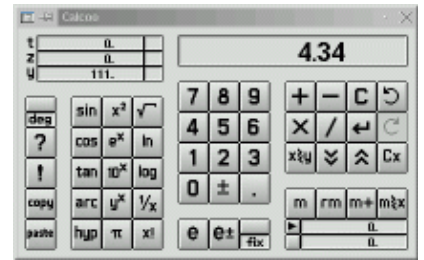 Calcoo
t 0.
z 0.
y 111.
4.34
deg sin x² √ 7 8 9 + − C
? cos eˣ ln 4 5 6 × /
! tan 10ˣ log 1 2 3 x≷y Cx
copy arc yˣ ¹/x 0 ± . m rm m+ m≷x
paste hyp π x! e e± fix
0.
0.